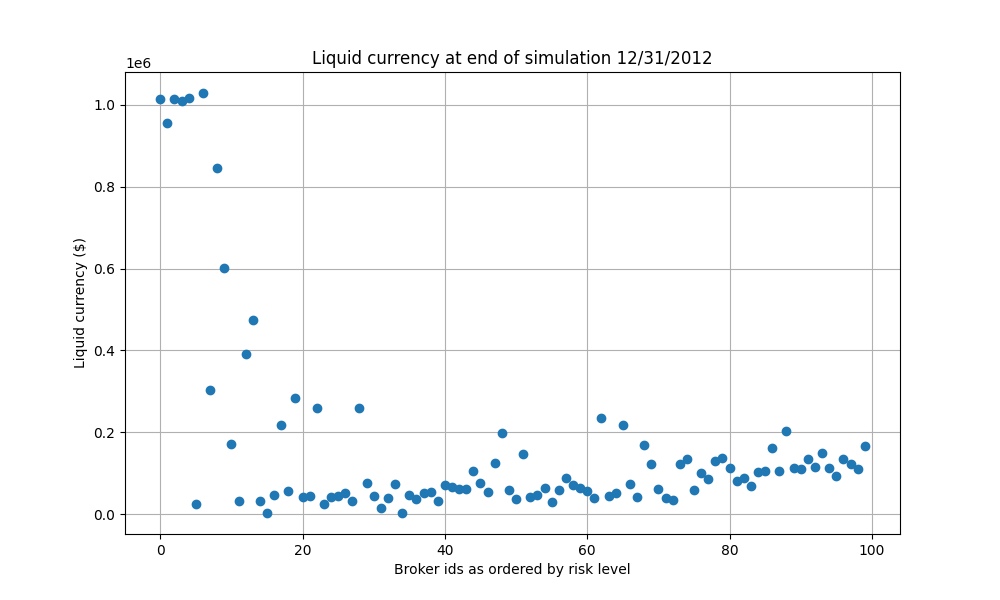 Liquid currency at end of simulation 12/31/2012
1e6
1.0
0.8
0.6
0.4
0.2
0.0
Liquid currency ($)
0 20 40 60 80 100
Broker ids as ordered by risk level